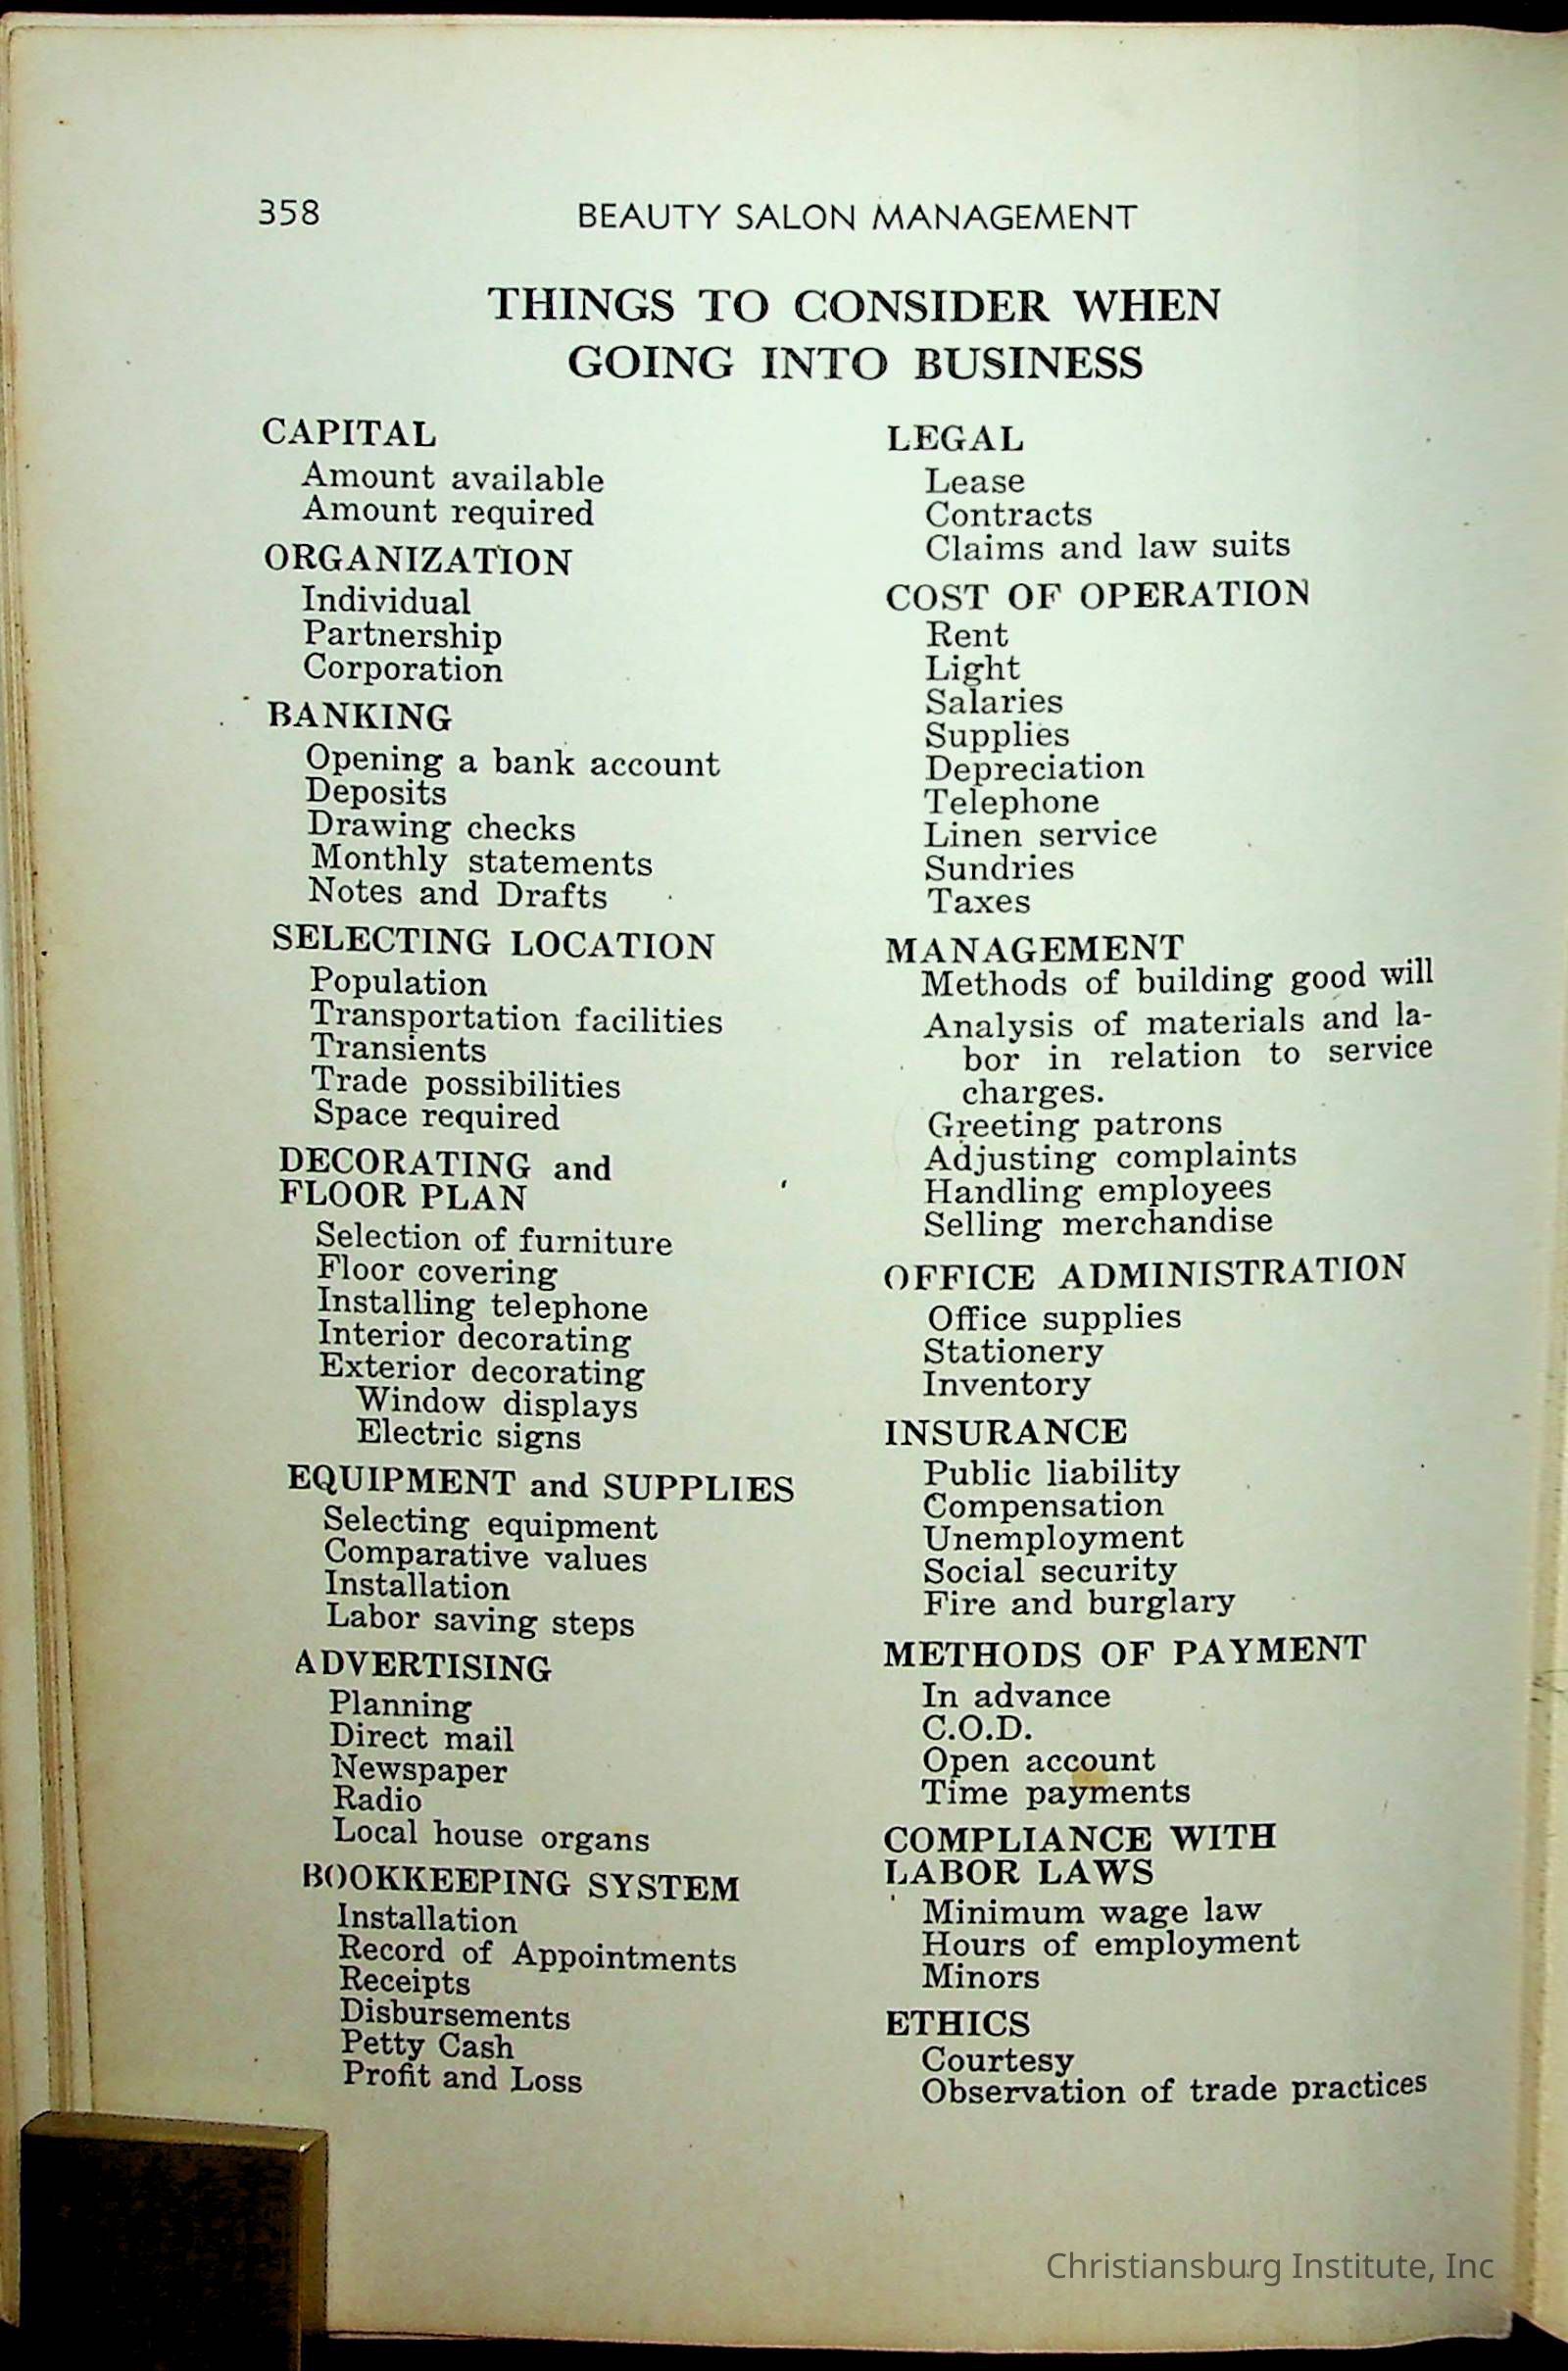 358
BEAUTY SALON MANAGEMENT
THINGS TO CONSIDER WHEN
GOING INTO BUSINESS
CAPITAL
Amount available
Amount required
ORGANIZATION
Individual
Partnership
Corporation
BANKING
Opening a bank account
Deposits
Drawing checks
Monthly statements
Notes and Drafts
SELECTING LOCATION
Population
Transportation facilities
Transients
Trade possibilities
Space required
DECORATING and
FLOOR PLAN
Selection of furniture
Floor covering
Installing telephone
Interior decorating
Exterior decorating
Window displays
Electric signs
EQUIPMENT and SUPPLIES
Selecting equipment
Comparative values
Installation
Labor saving steps
ADVERTISING
Planning
Direct mail
Newspaper
Radio
Local house organs
BOOKKEEPING SYSTEM
Installation
Record of Appointments
Receipts
Disbursements
Petty Cash
Profit and Loss
LEGAL
Lease
Contracts
Claims and law suits
COST OF OPERATION
Rent
Light
Salaries
Supplies
Depreciation
Telephone
Linen service
Sundries
Taxes
MANAGEMENT
Methods of building good will
Analysis of materials and la-
bor in relation to service
charges.
Greeting patrons
Adjusting complaints
Handling employees
Selling merchandise
OFFICE ADMINISTRATION
Office supplies
Stationery
Inventory
INSURANCE
Public liability
Compensation
Unemployment
Social security
Fire and burglary
METHODS OF PAYMENT
In advance
C.O.D.
Open account
Time payments
COMPLIANCE WITH
LABOR LAWS
Minimum wage law
Hours of employment
Minors
ETHICS
Courtesy
Observation of trade practices
Christiansburg Institute, Inc